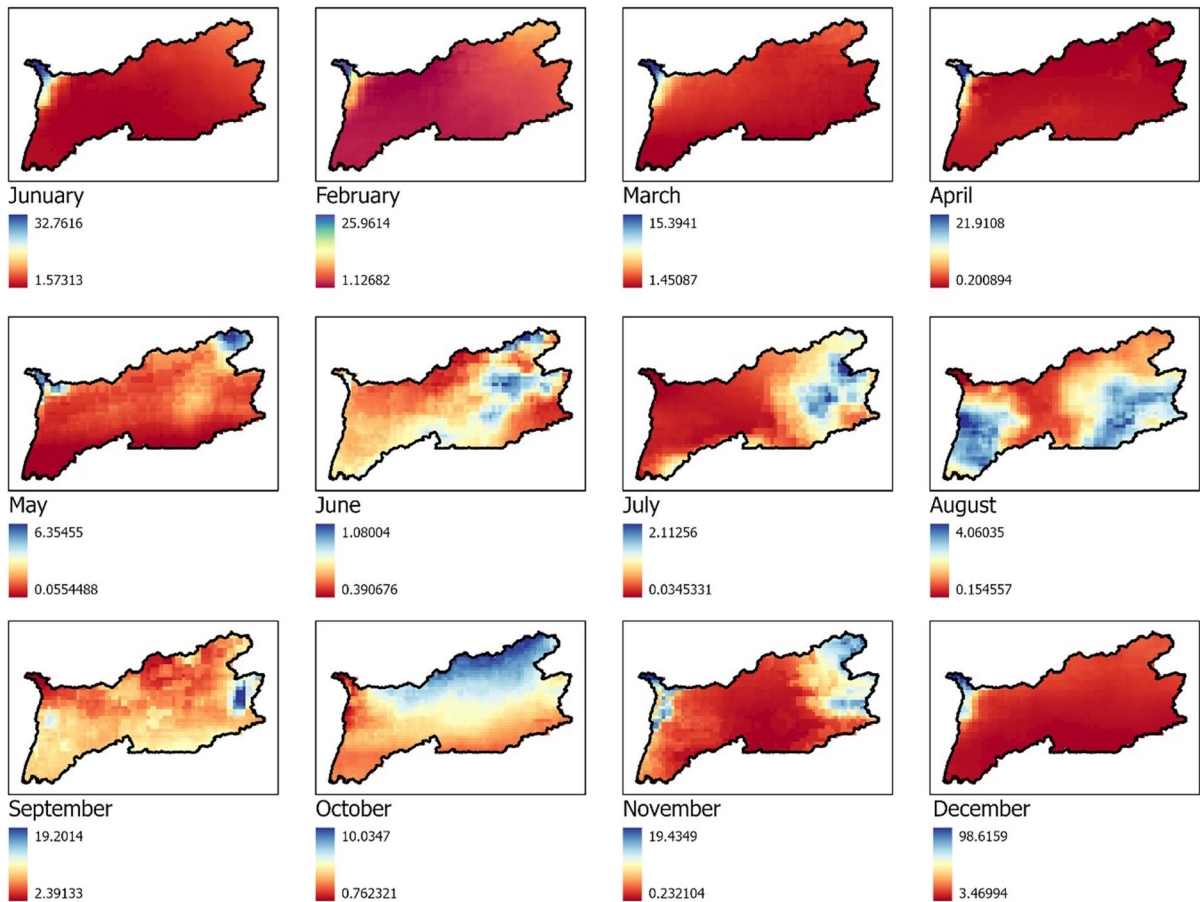 Junuary
32.7616
1.57313
February
25.9614
1.12682
March
15.3941
1.45087
April
21.9108
0.200894
May
6.35455
0.0554488
June
1.08004
0.390676
July
2.11256
0.0345331
August
4.06035
0.154557
September
19.2014
2.39133
October
10.0347
0.762321
November
19.4349
0.232104
December
98.6159
3.46994